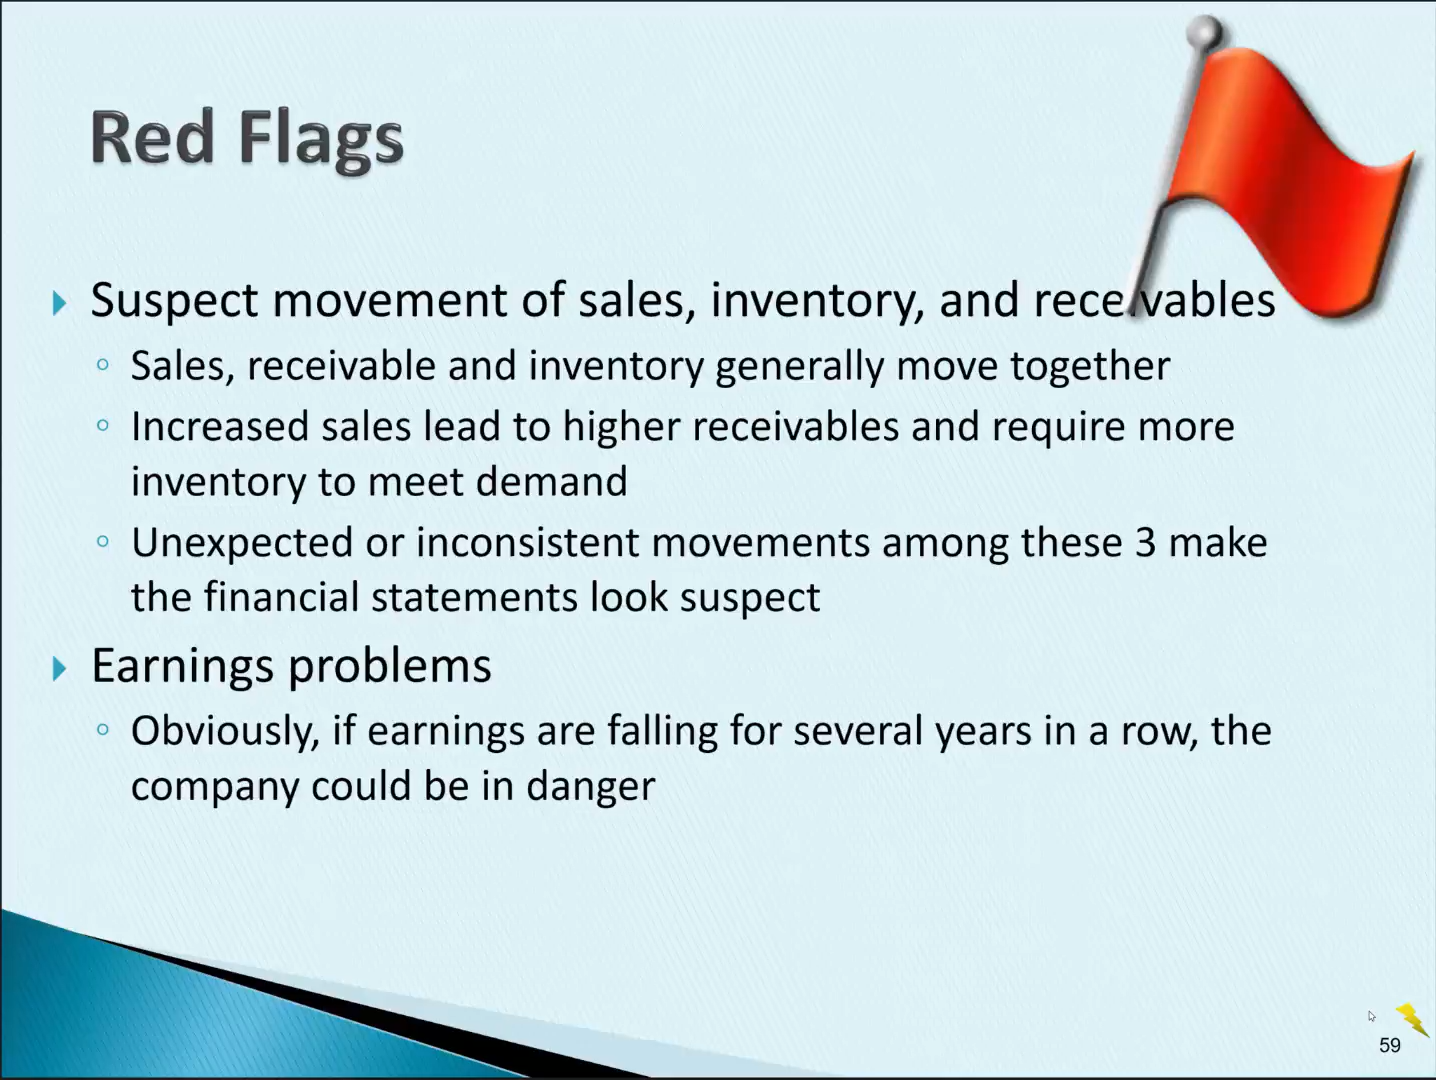 Red Flags
Suspect movement of sales, inventory, and receivables
Sales, receivable and inventory generally move together
Increased sales lead to higher receivables and require more
inventory to meet demand
Unexpected or inconsistent movements among these 3 make
the financial statements look suspect
Earnings problems
Obviously, if earnings are falling for several years in a row, the
company could be in danger
59